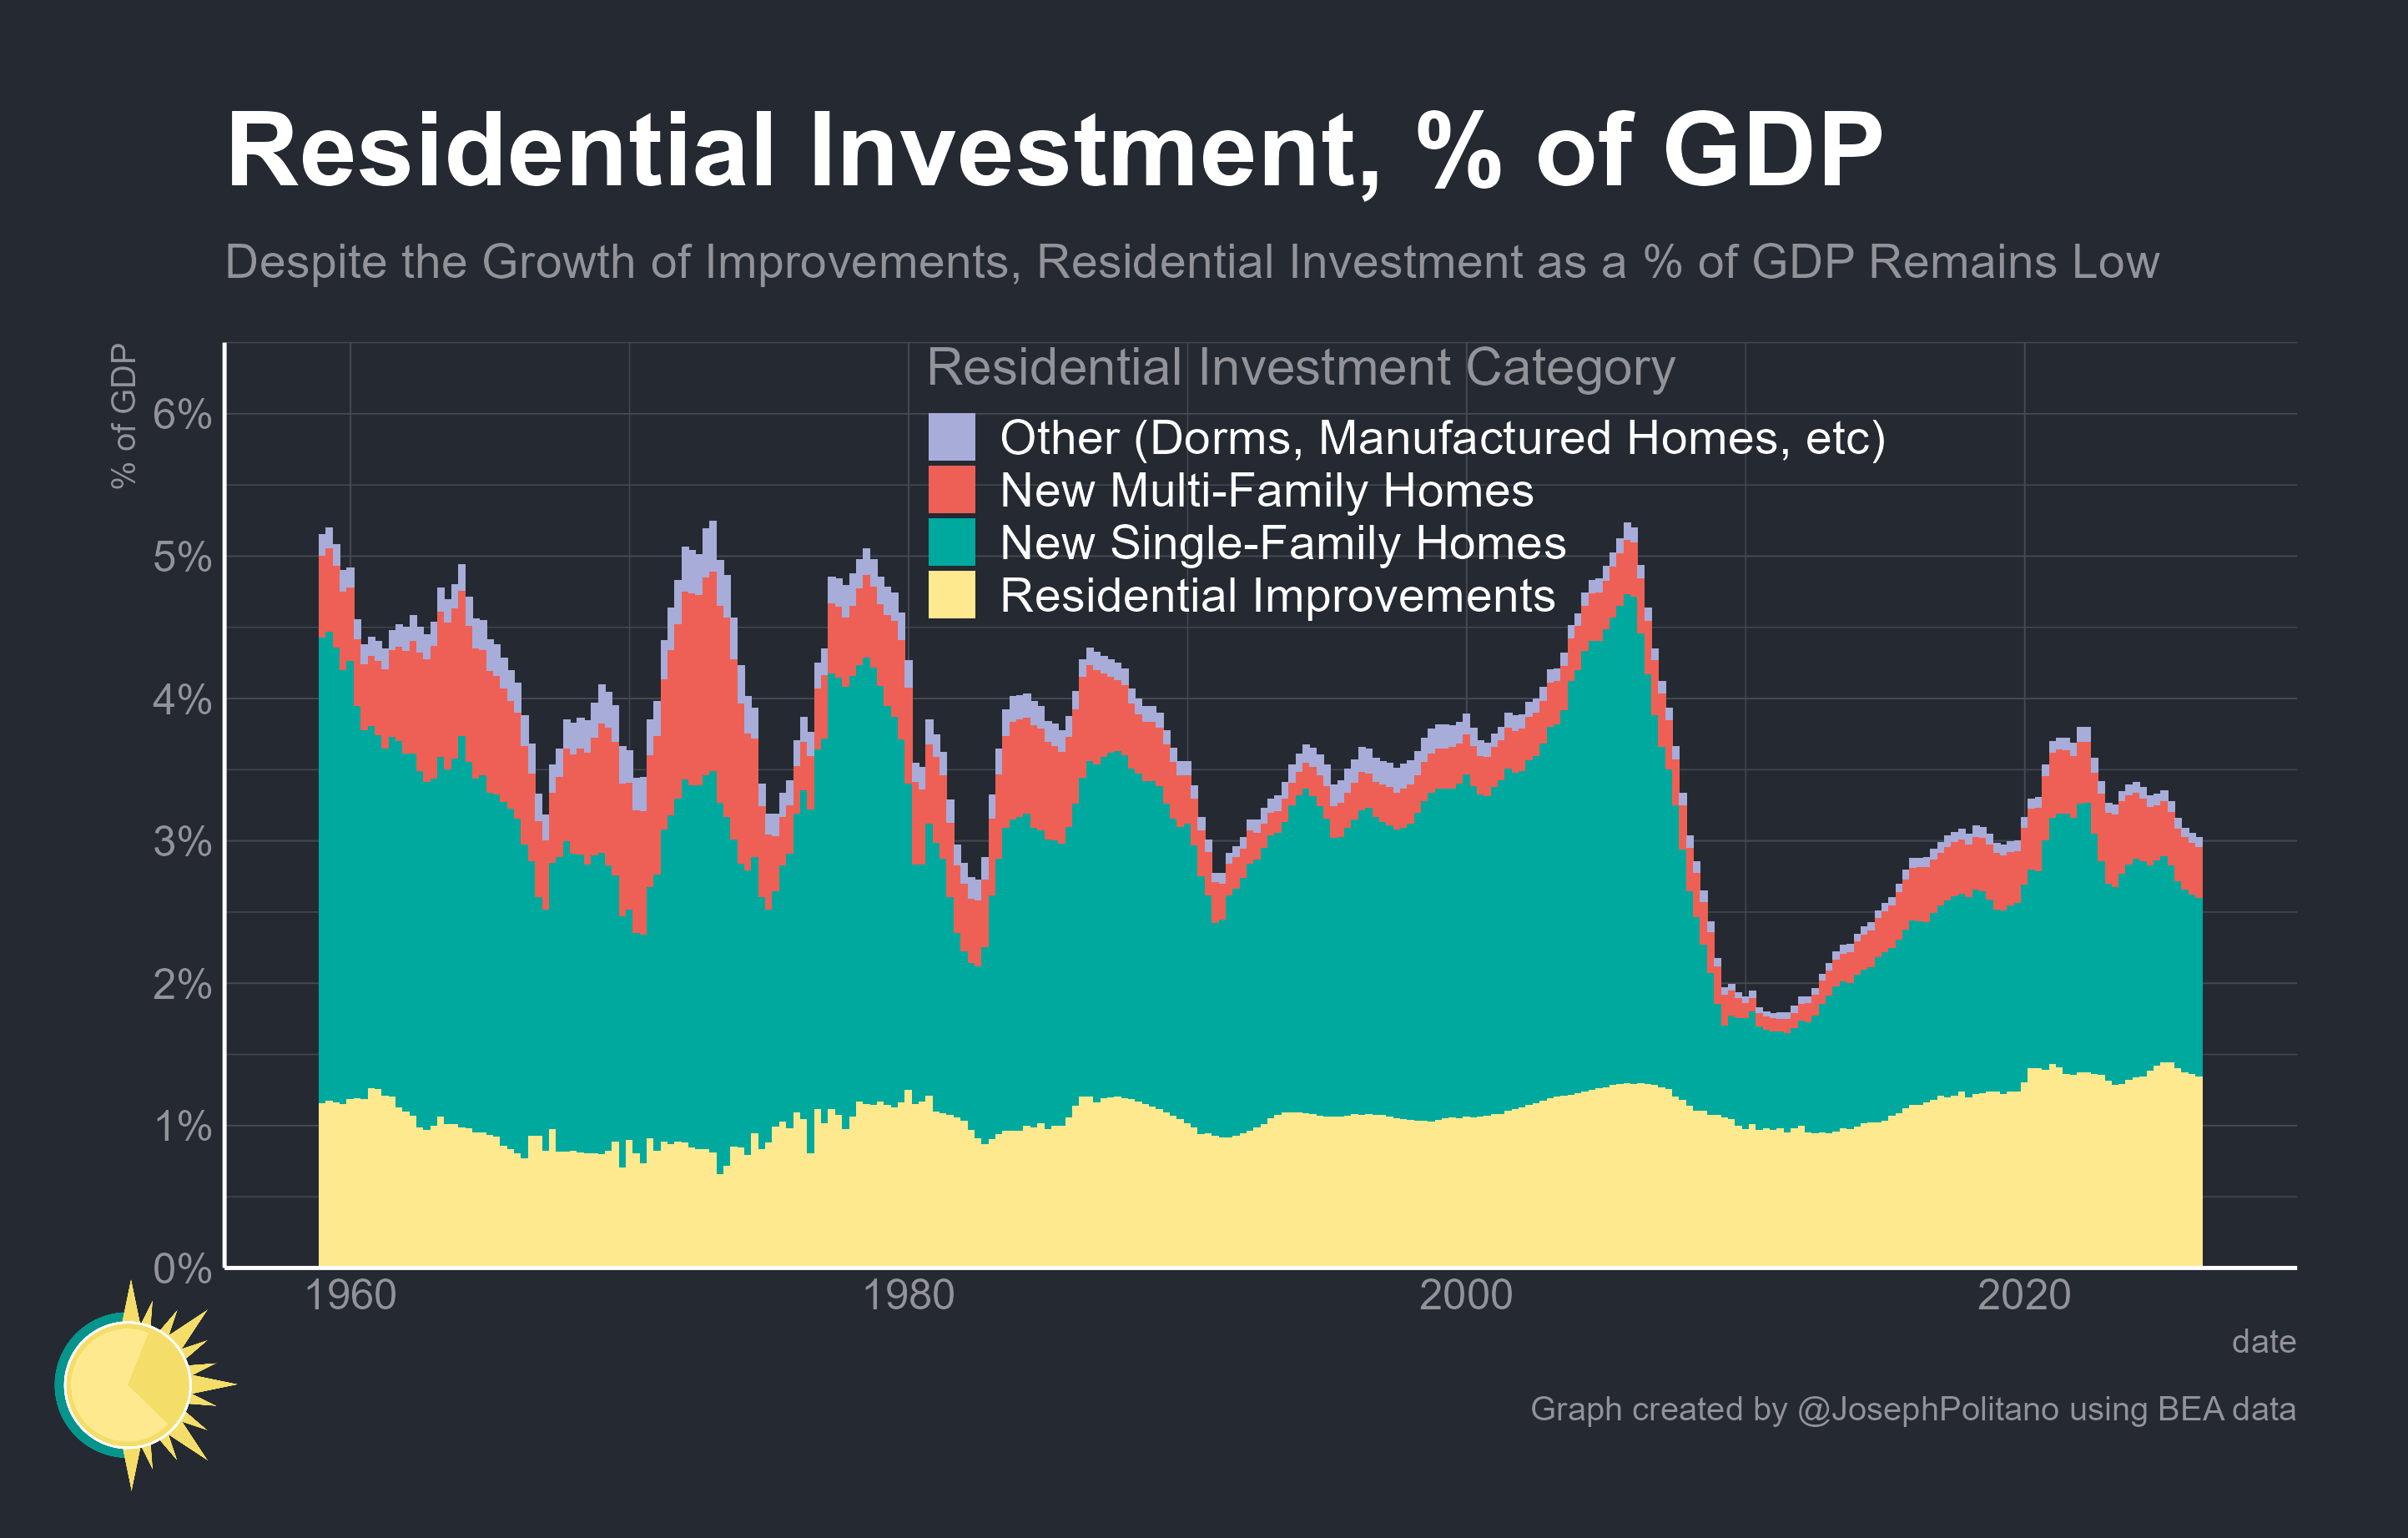 Residential Investment, % of GDP
Despite the Growth of Improvements, Residential Investment as a % of GDP Remains Low
% of GDP
Residential Investment Category
Other (Dorms, Manufactured Homes, etc)
New Multi-Family Homes
New Single-Family Homes
Residential Improvements
6%
5%
4%
3%
2%
1%
0%
1960
1980
2000
2020
date
Graph created by @JosephPolitano using BEA data